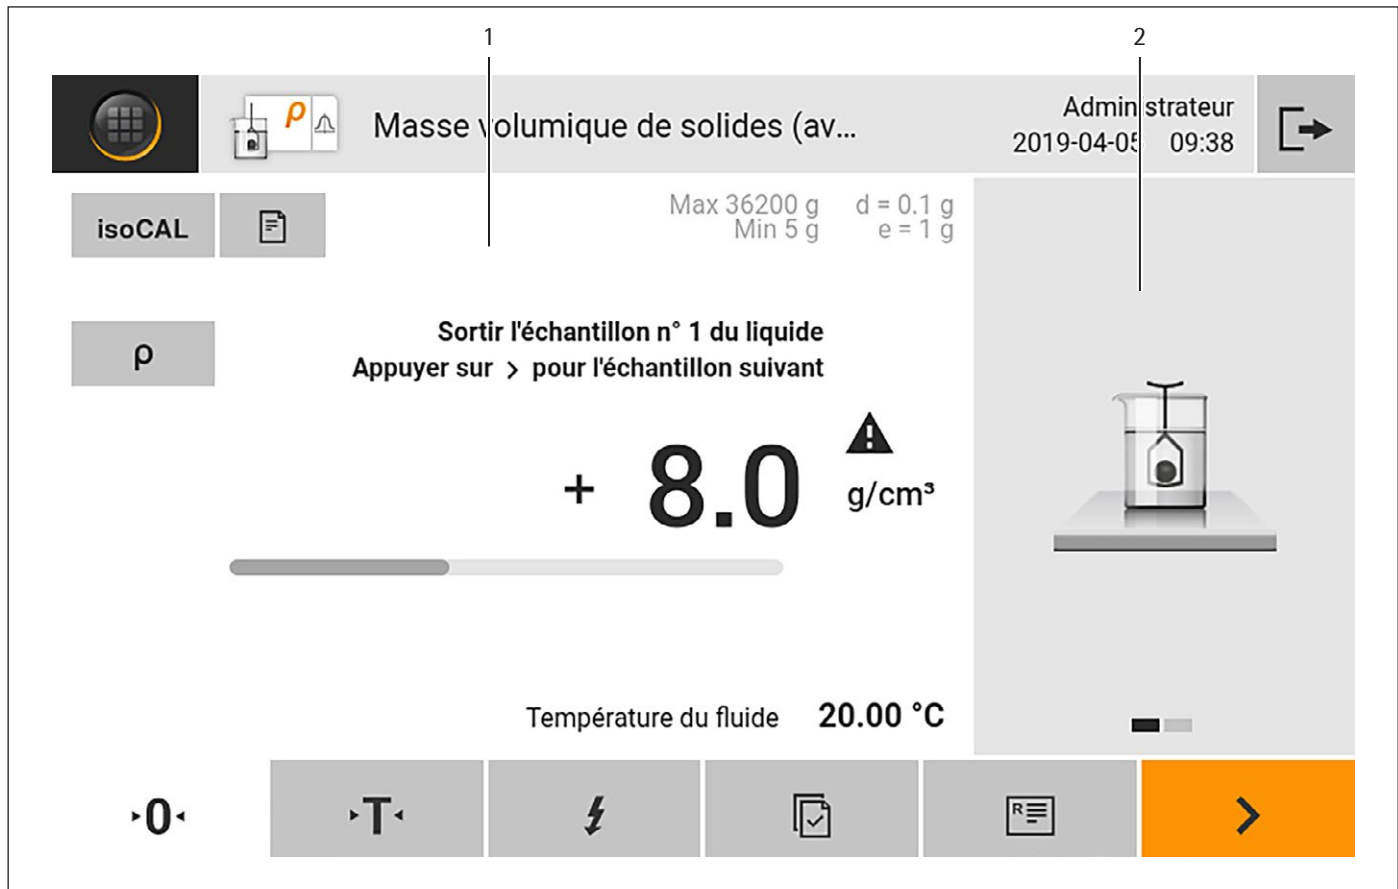 1 2
ρ Masse volumique de solides (av... Administrateur
2019-04-05 09:38
isoCAL Max 36200 g d = 0.1 g
Min 5 g e = 1 g
Sortir l'échantillon n° 1 du liquide
ρ
Appuyer sur > pour l'échantillon suivant
+ 8.0 g/cm³
Température du fluide 20.00 °C
0 T R >